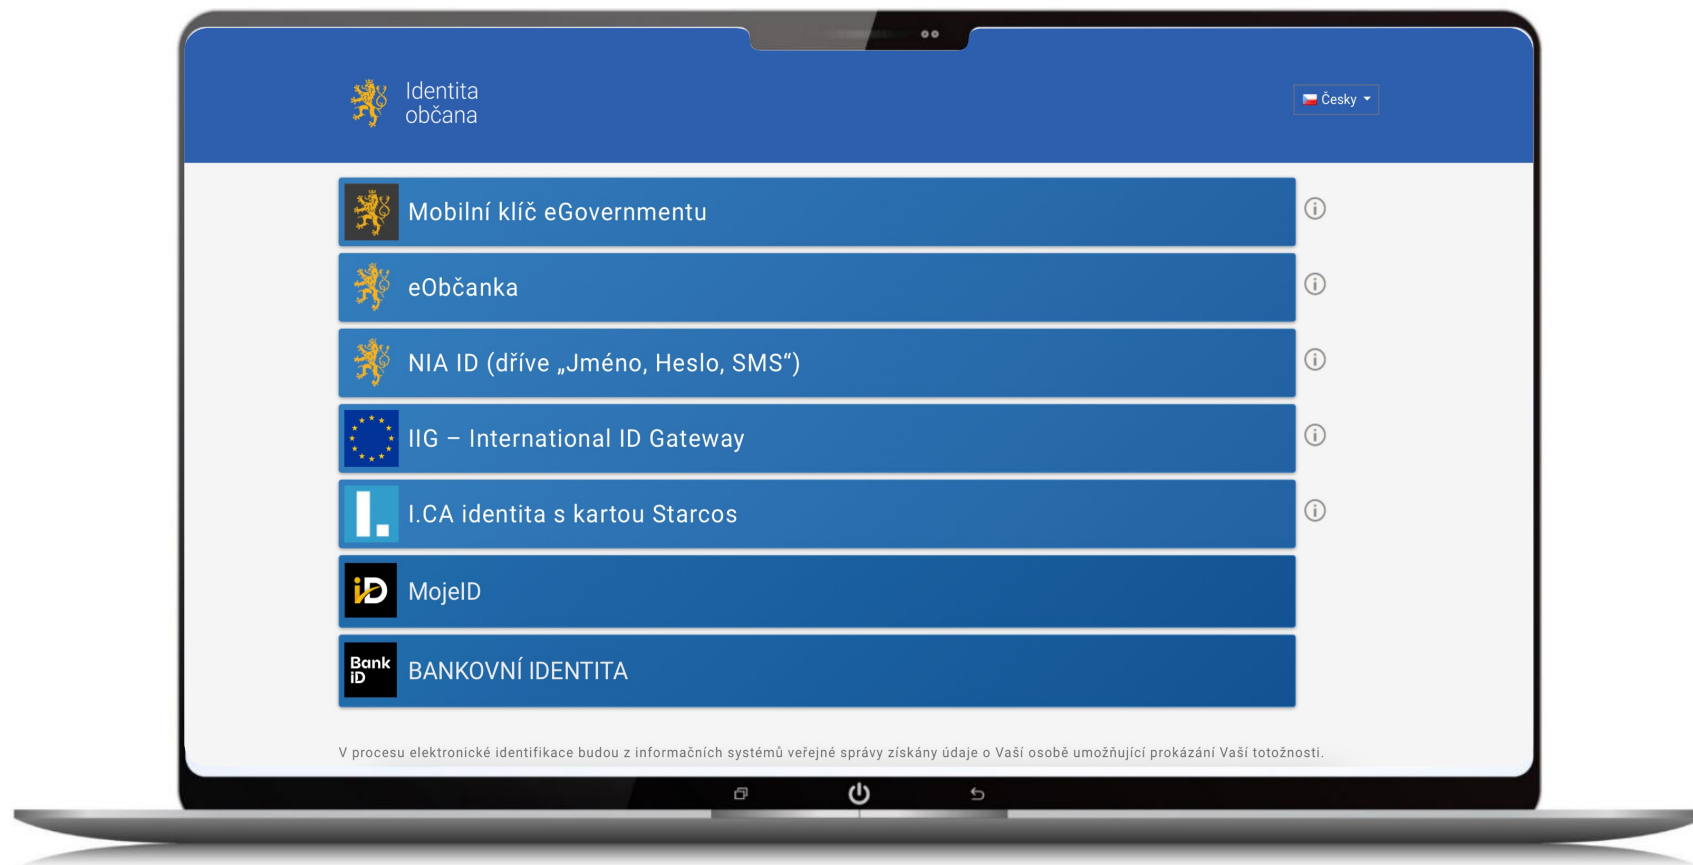 Identita
občana
Česky
Mobilní klíč eGovernmentu
eObčanka
NIA ID (dříve „Jméno, Heslo, SMS“)
IIG – International ID Gateway
I.CA identita s kartou Starcos
iD MojeID
Bank
iD
BANKOVNÍ IDENTITA
V procesu elektronické identifikace budou z informačních systémů veřejné správy získány údaje o Vaší osobě umožňující prokázání Vaší totožnosti.